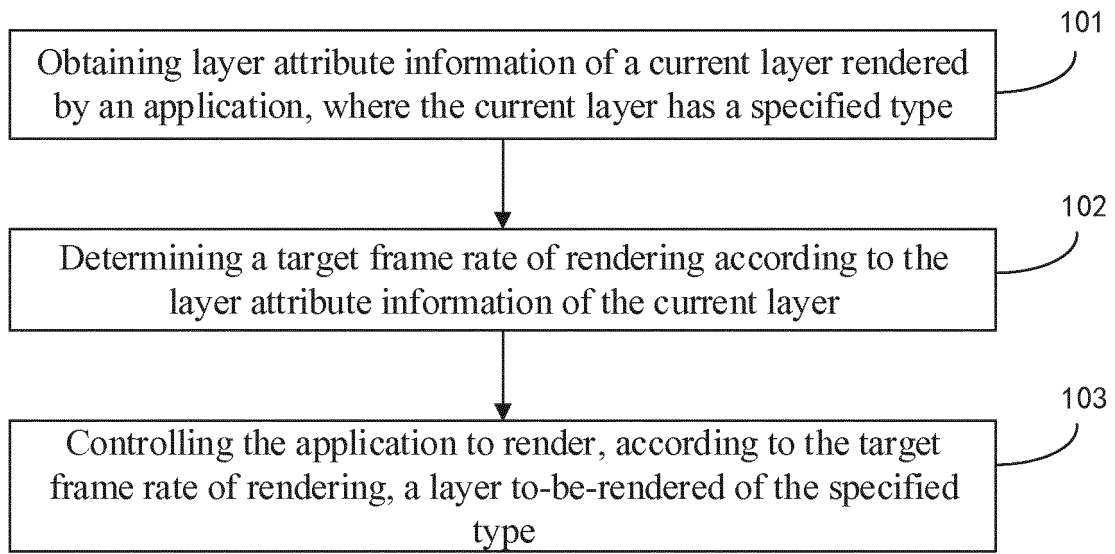 101
Obtaining layer attribute information of a current layer rendered
by an application, where the current layer has a specified type
102
Determining a target frame rate of rendering according to the
layer attribute information of the current layer
103
Controlling the application to render, according to the target
frame rate of rendering, a layer to-be-rendered of the specified
type